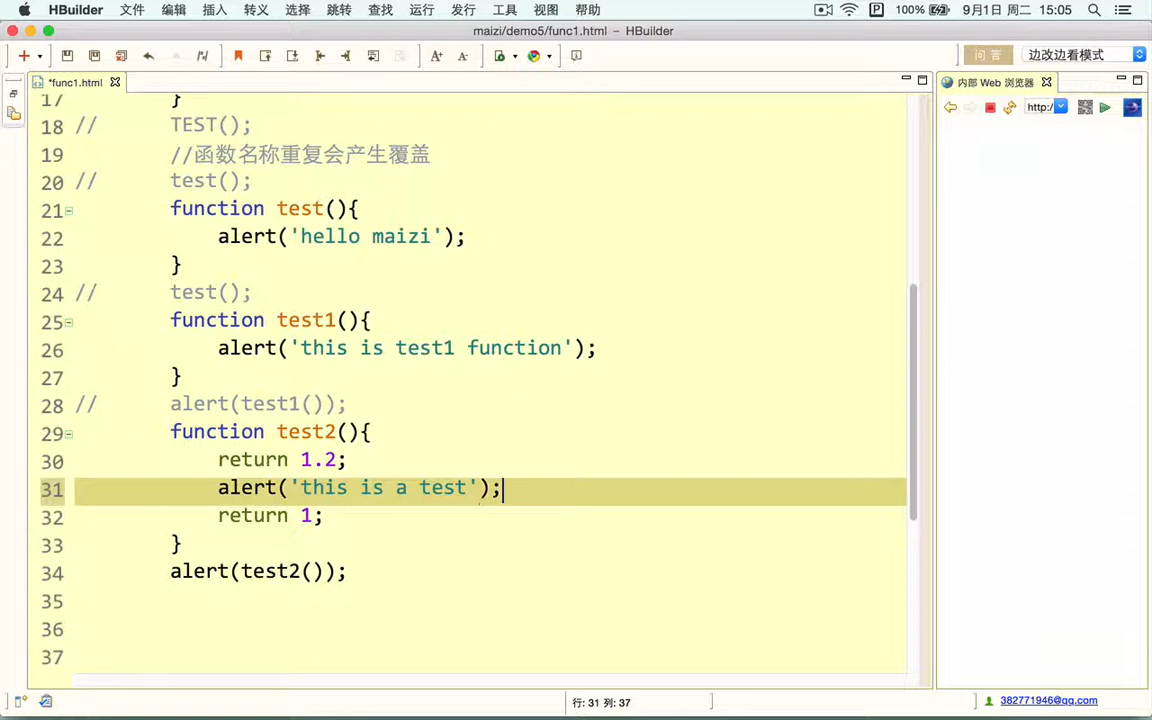 HBuilder 文件 编辑 插入 转义 选择 跳转 查找 运行 发行 工具 视图 帮助 P 100% 9月1日 周二 15:05
maizi/demo5/func1.html － HBuilder
问答 边改边看模式
*func1.html 内部 Web 浏览器
http:/
17 }
18 // TEST();
19 //函数名称重复会产生覆盖
20 // test();
21 function test(){
22 alert('hello maizi');
23 }
24 // test();
25 function test1(){
26 alert('this is test1 function');
27 }
28 // alert(test1());
29 function test2(){
30 return 1.2;
31 alert('this is a test');
32 return 1;
33 }
34 alert(test2());
35
36
37
行: 31 列: 37 382771946@qq.com